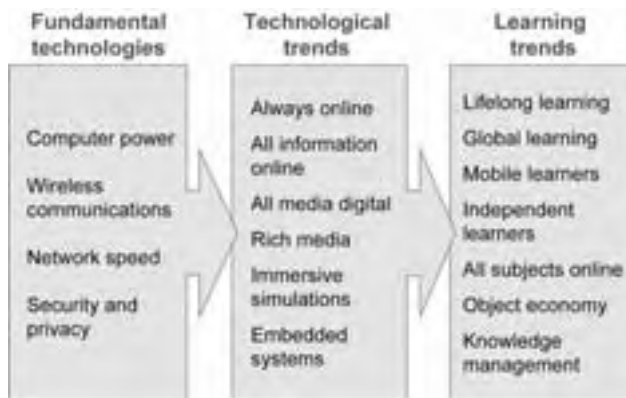 Fundamental
technologies
Computer power
Wireless
communications
Network speed
Security and
privacy
Technological
trends
Always online
All information
online
All media digital
Rich media
Immersive
simulations
Embedded
systems
Learning
trends
Lifelong learning
Global learning
Mobile learners
Independent
learners
All subjects online
Object economy
Knowledge
management